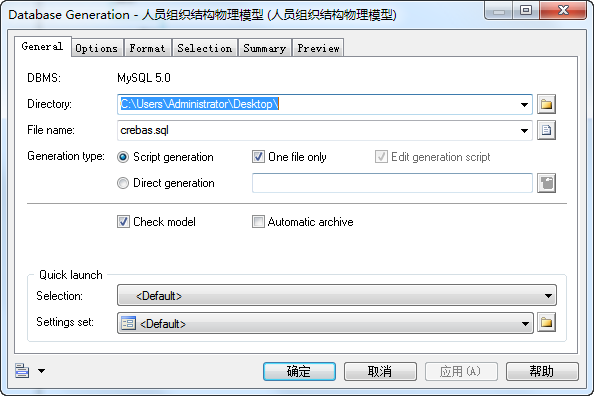 Database Generation - 人员组织结构物理模型 (人员组织结构物理模型)
General Options Format Selection Summary Preview
DBMS: MySQL 5.0
Directory: C:\Users\Administrator\Desktop\
File name: crebas.sql
Generation type: Script generation One file only Edit generation script
Direct generation
Check model Automatic archive
Quick launch
Selection: <Default>
Settings set: <Default>
确定 取消 应用(A) 帮助